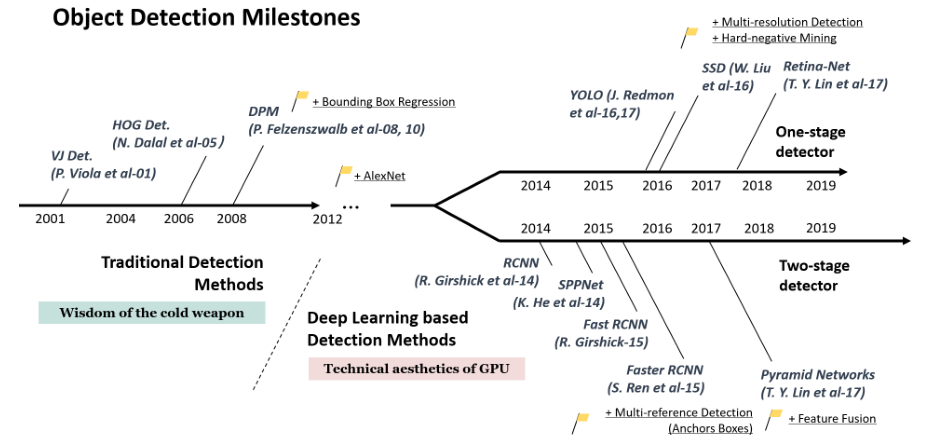 Object Detection Milestones
+ Multi-resolution Detection
+ Hard-negative Mining
SSD (W. Liu
et al-16)
Retina-Net
(T. Y. Lin et al-17)
YOLO (J. Redmon
et al-16,17)
+ Bounding Box Regression
DPM
(P. Felzenszwalb et al-08, 10)
HOG Det.
(N. Dalal et al-05)
VJ Det.
(P. Viola et al-01)
One-stage
detector
+ AlexNet
...
2014 2015 2016 2017 2018 2019
2001 2004 2006 2008 2012
2014 2015 2016 2017 2018 2019
Traditional Detection
Methods
Wisdom of the cold weapon
Deep Learning based
Detection Methods
Technical aesthetics of GPU
RCNN
(R. Girshick et al-14)
SPPNet
(K. He et al-14)
Fast RCNN
(R. Girshick-15)
Faster RCNN
(S. Ren et al-15)
Two-stage
detector
Pyramid Networks
(T. Y. Lin et al-17)
+ Multi-reference Detection
(Anchors Boxes)
+ Feature Fusion